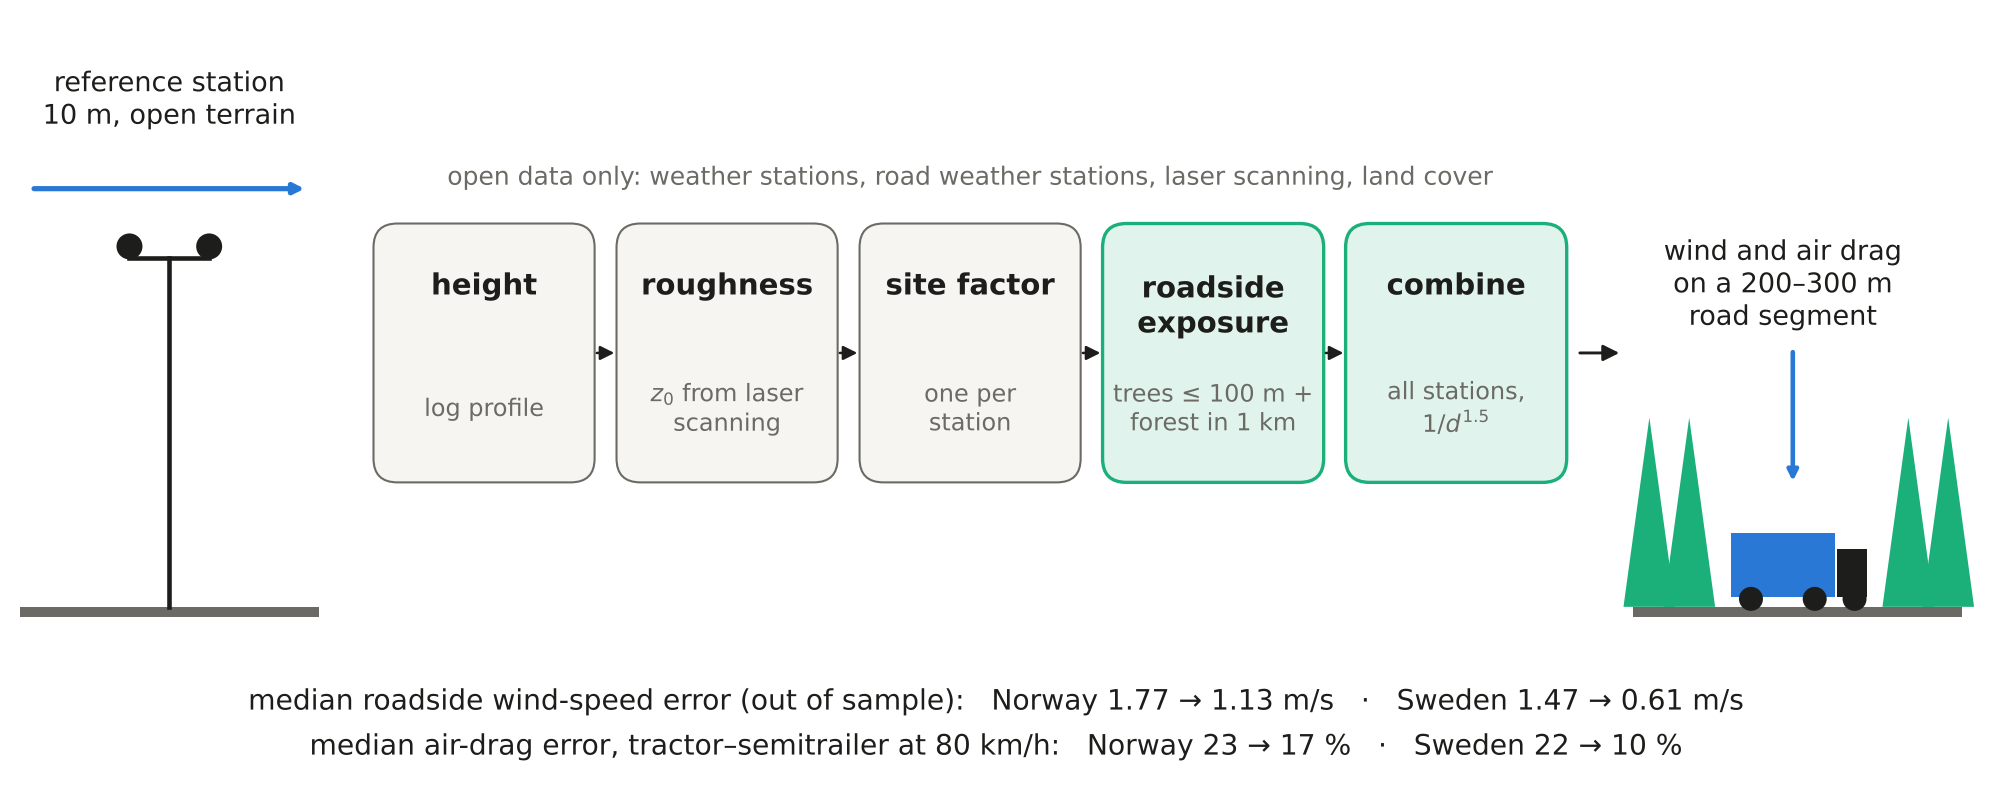 reference station
10 m, open terrain
open data only: weather stations, road weather stations, laser scanning, land cover
height
log profile
roughness
z₀ from laser
scanning
site factor
one per
station
roadside
exposure
trees ≤ 100 m +
forest in 1 km
combine
all stations,
1/d¹·⁵
wind and air drag
on a 200–300 m
road segment
median roadside wind-speed error (out of sample): Norway 1.77 → 1.13 m/s · Sweden 1.47 → 0.61 m/s
median air-drag error, tractor–semitrailer at 80 km/h: Norway 23 → 17 % · Sweden 22 → 10 %